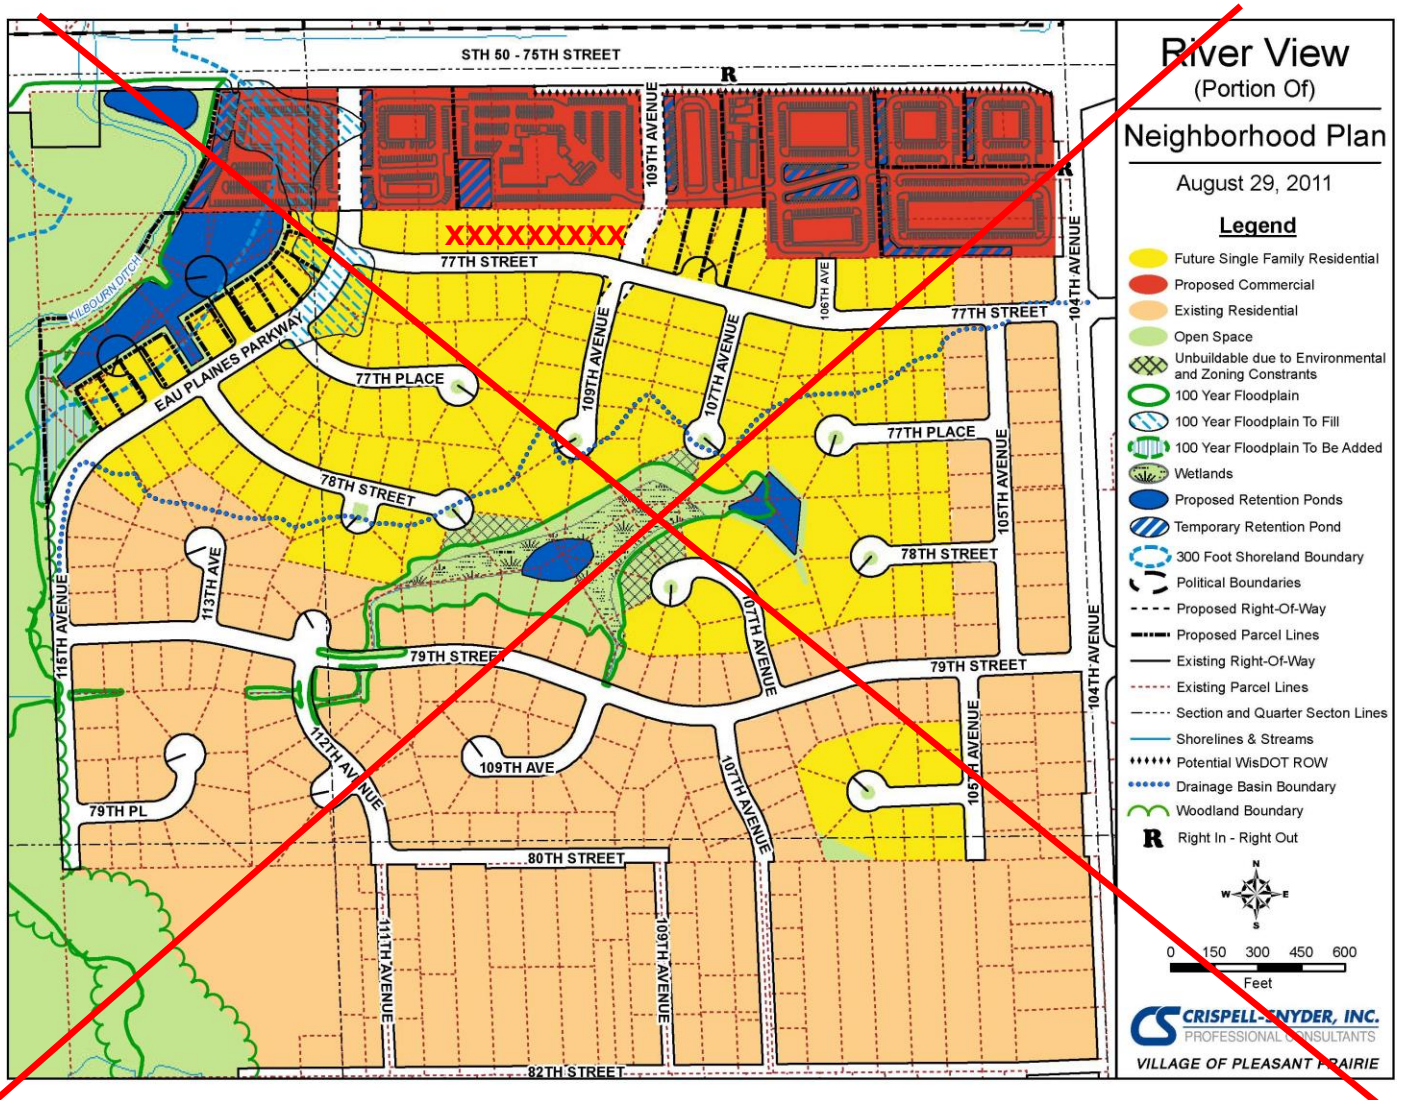 STH 50 - 75TH STREET
R
109TH AVENUE
R
XXXXXXXXX
77TH STREET
104TH AVENUE
106TH AVE
77TH STREET
KILBOURN DITCH
EAU PLAINES PARKWAY
109TH AVENUE
107TH AVENUE
77TH PLACE
77TH PLACE
105TH AVENUE
78TH STREET
78TH STREET
113TH AVE
115TH AVENUE
107TH AVENUE
79TH STREET
79TH STREET
104TH AVENUE
112TH AVENUE
109TH AVE
107TH AVENUE
105TH AVENUE
79TH PL
80TH STREET
111TH AVENUE
109TH AVENUE
82TH STREET
River View
(Portion Of)
Neighborhood Plan
August 29, 2011
Legend
Future Single Family Residential
Proposed Commercial
Existing Residential
Open Space
Unbuildable due to Environmental
and Zoning Constrants
100 Year Floodplain
100 Year Floodplain To Fill
100 Year Floodplain To Be Added
Wetlands
Proposed Retention Ponds
Temporary Retention Pond
300 Foot Shoreland Boundary
Political Boundaries
Proposed Right-Of-Way
Proposed Parcel Lines
Existing Right-Of-Way
Existing Parcel Lines
Section and Quarter Secton Lines
Shorelines & Streams
Potential WisDOT ROW
Drainage Basin Boundary
Woodland Boundary
R Right In - Right Out
N
W E
S
0 150 300 450 600
Feet
CS CRISPELL-SNYDER, INC.
PROFESSIONAL CONSULTANTS
VILLAGE OF PLEASANT PRAIRIE